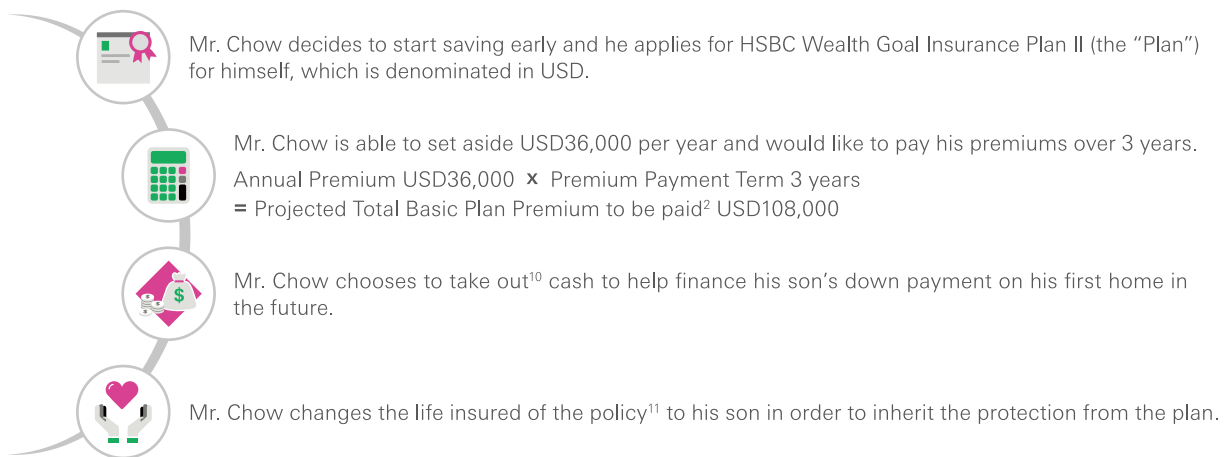 Mr. Chow decides to start saving early and he applies for HSBC Wealth Goal Insurance Plan II (the “Plan”)
for himself, which is denominated in USD.
Mr. Chow is able to set aside USD36,000 per year and would like to pay his premiums over 3 years.
Annual Premium USD36,000 x Premium Payment Term 3 years
= Projected Total Basic Plan Premium to be paid² USD108,000
$
Mr. Chow chooses to take out¹⁰ cash to help finance his son’s down payment on his first home in
the future.
Mr. Chow changes the life insured of the policy¹¹ to his son in order to inherit the protection from the plan.